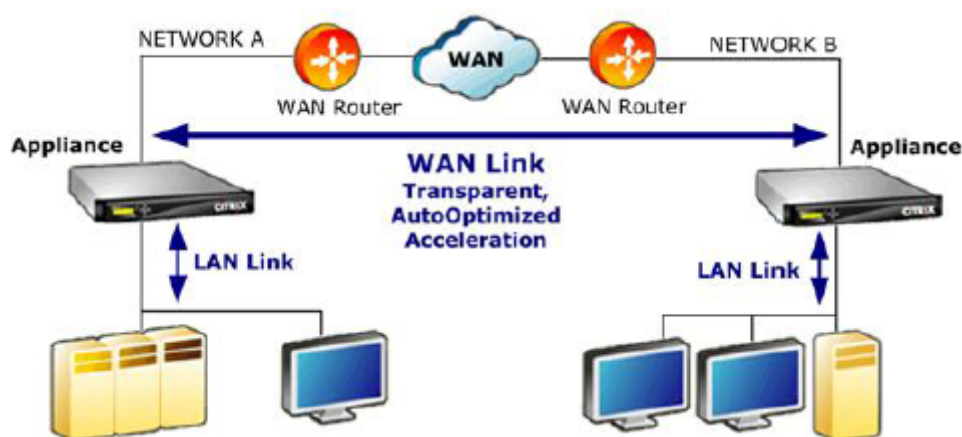 NETWORK A
WAN
NETWORK B
WAN Router
WAN Router
Appliance
Appliance
WAN Link
Transparent,
AutoOptimized
Acceleration
CITRIX
CITRIX
LAN Link
LAN Link